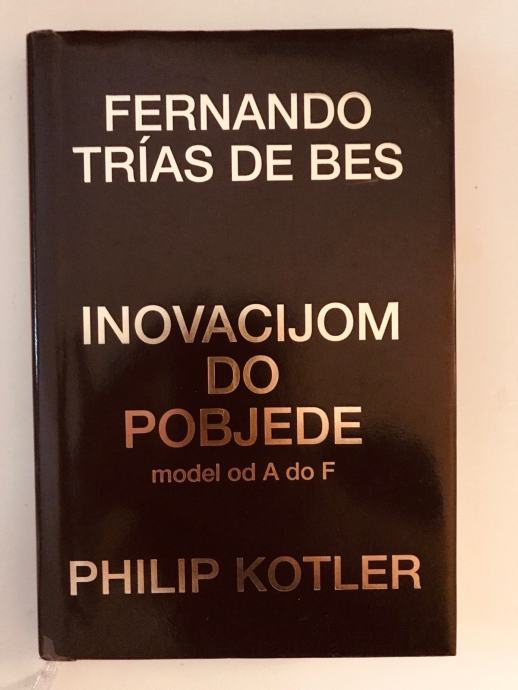 FERNANDO
TRÍAS DE BES
INOVACIJOM
DO
POBJEDE
model od A do F
PHILIP KOTLER